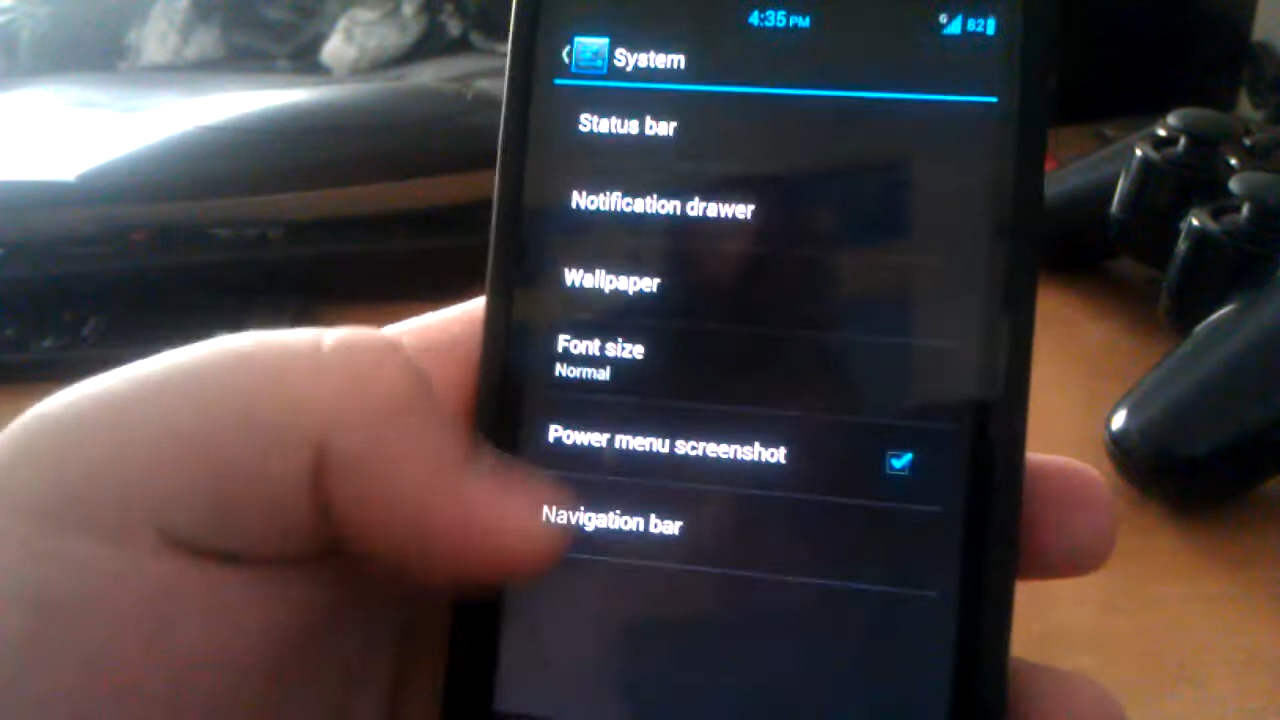 4:35 PM
G 82
System
Status bar
Notification drawer
Wallpaper
Font size
Normal
Power menu screenshot
Navigation bar